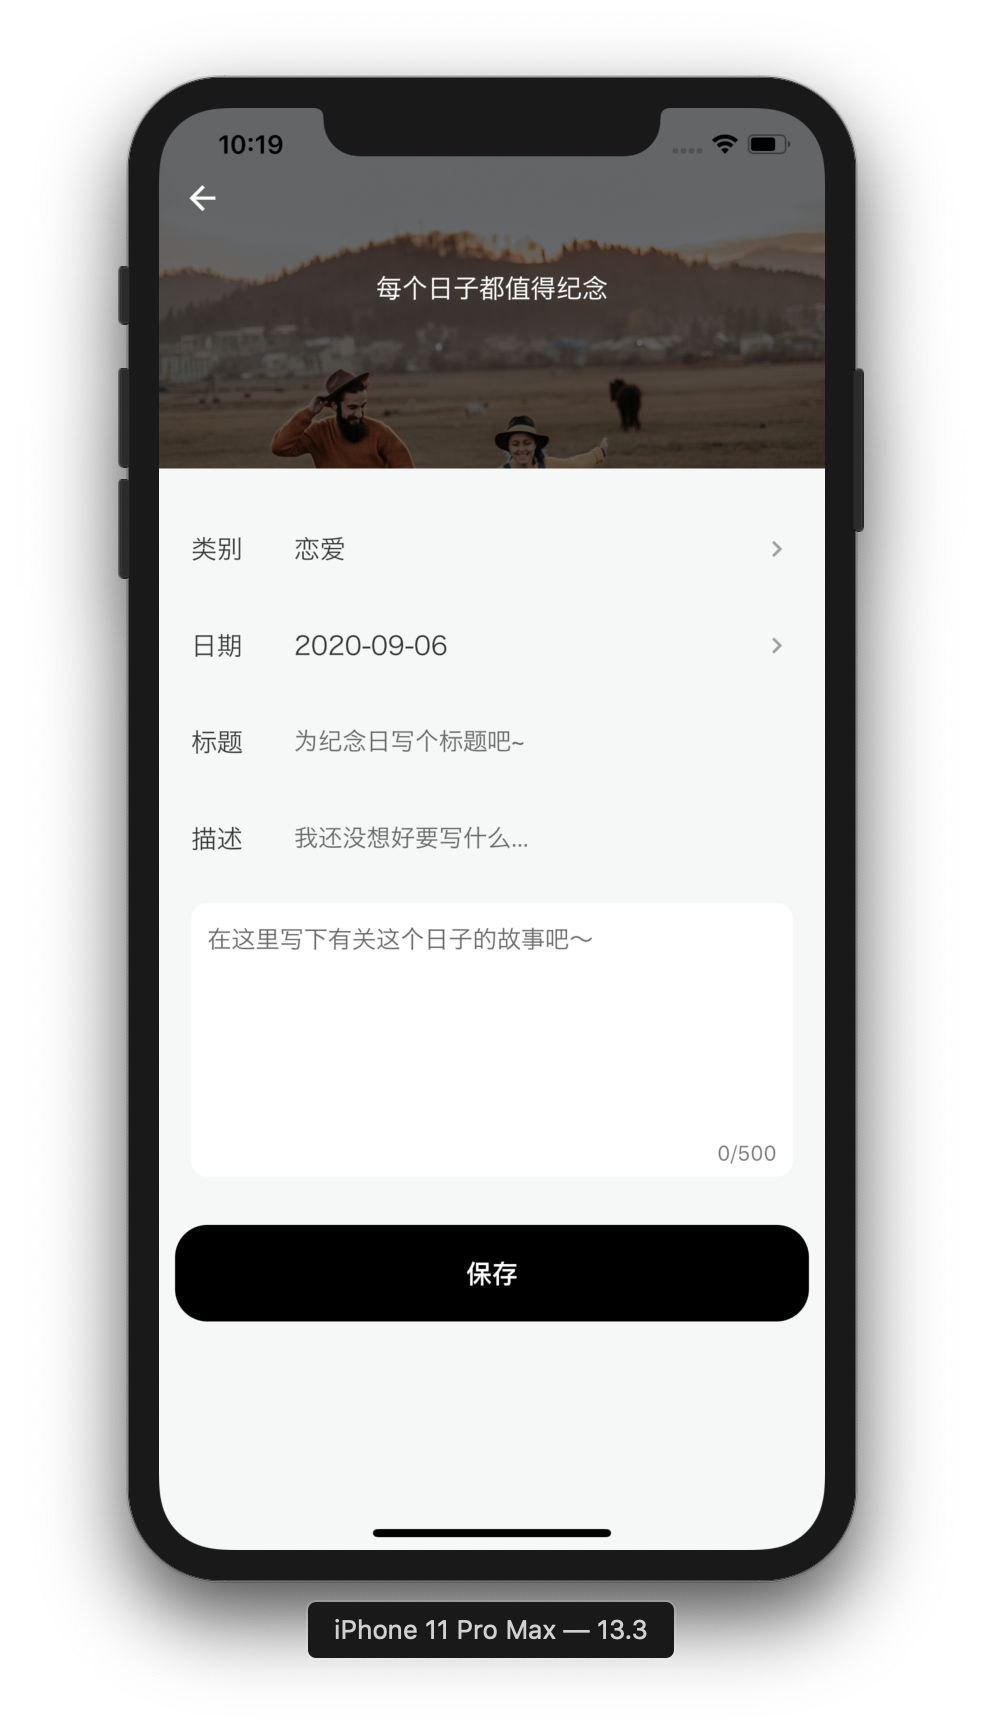 10:19
每个日子都值得纪念
类别 恋爱
日期 2020-09-06
标题 为纪念日写个标题吧~
描述 我还没想好要写什么...
在这里写下有关这个日子的故事吧～
0/500
保存
iPhone 11 Pro Max — 13.3